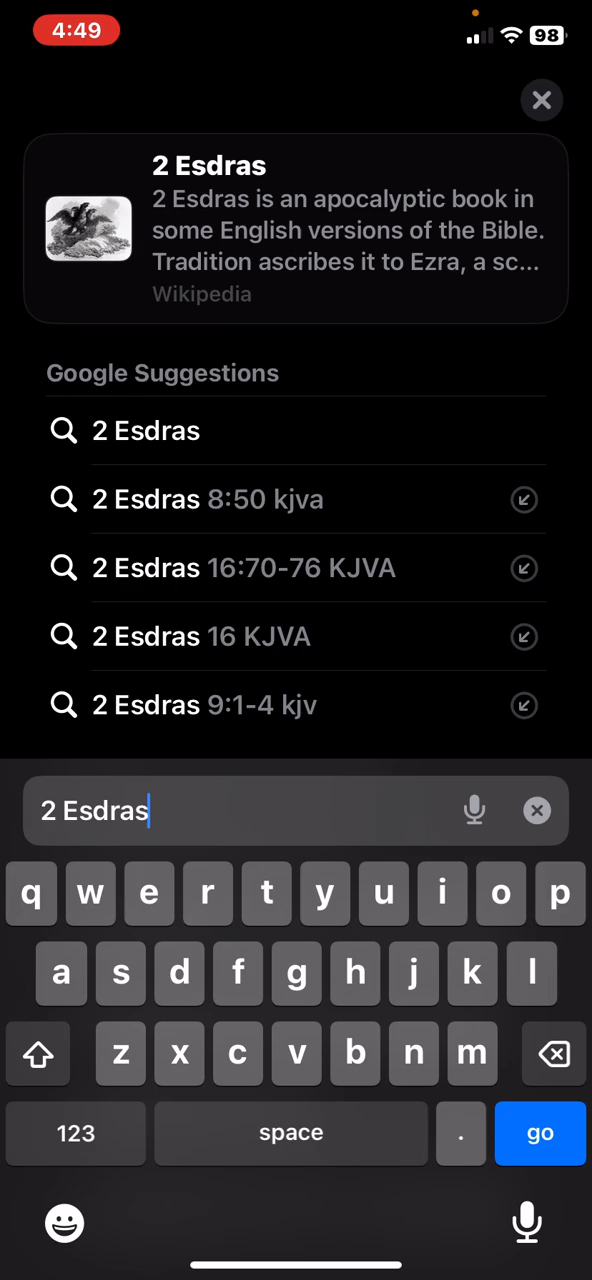 4:49
98
2 Esdras
2 Esdras is an apocalyptic book in
some English versions of the Bible.
Tradition ascribes it to Ezra, a sc...
Wikipedia
Google Suggestions
2 Esdras
2 Esdras 8:50 kjva
2 Esdras 16:70-76 KJVA
2 Esdras 16 KJVA
2 Esdras 9:1-4 kjv
2 Esdras
q w e r t y u i o p
a s d f g h j k l
z x c v b n m
123 space . go